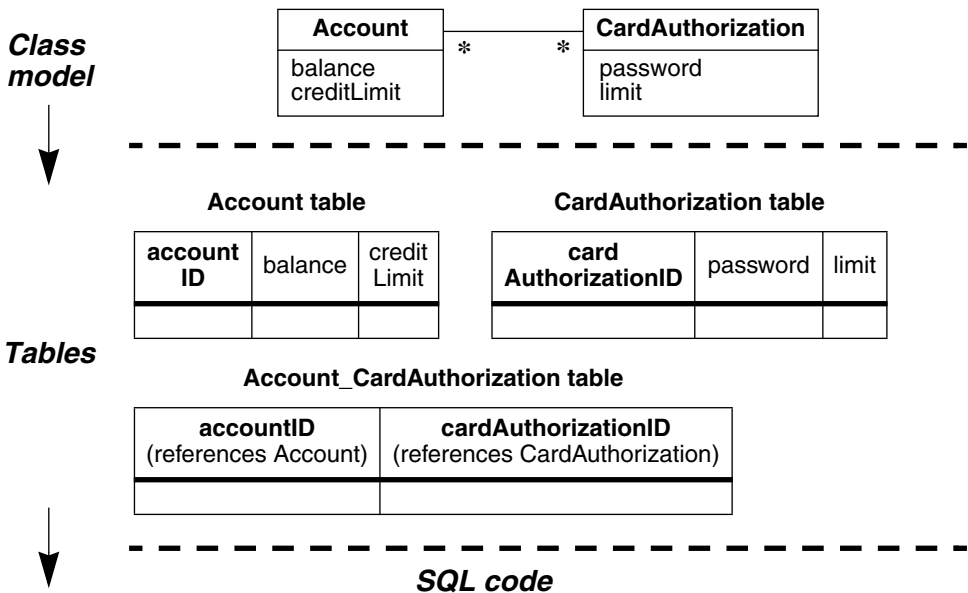 Class
model
Account
balance
creditLimit
*
*
CardAuthorization
password
limit
Account table
account
ID
balance
credit
Limit
CardAuthorization table
card
AuthorizationID
password
limit
Tables
Account_CardAuthorization table
accountID
(references Account)
cardAuthorizationID
(references CardAuthorization)
SQL code